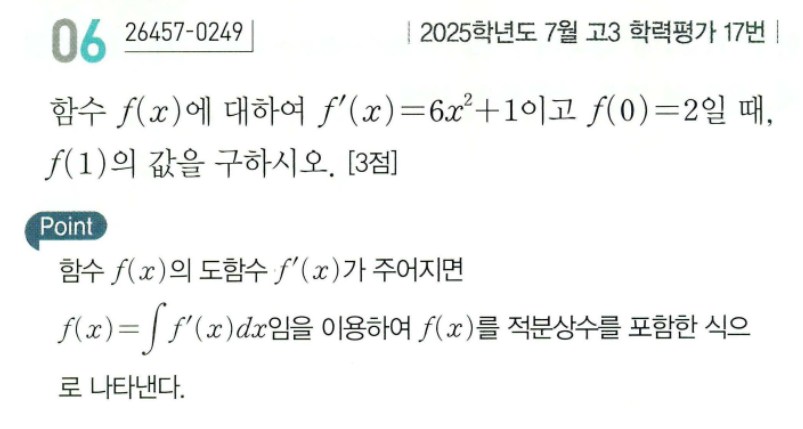 06 26457-0249 | 2025학년도 7월 고3 학력평가 17번 |
함수 f(x)에 대하여 f′(x)=6x²+1이고 f(0)=2일 때,
f(1)의 값을 구하시오. [3점]
Point
함수 f(x)의 도함수 f′(x)가 주어지면
f(x)=∫f′(x)dx임을 이용하여 f(x)를 적분상수를 포함한 식으
로 나타낸다.